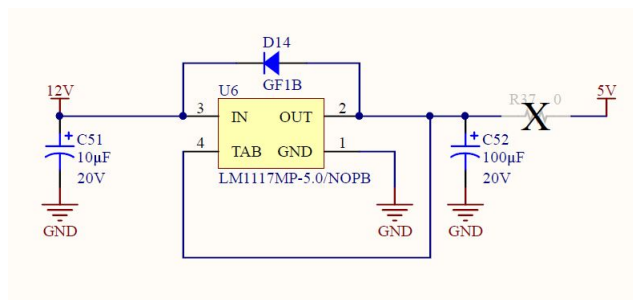 D14
GF1B
12V
U6
R37 0
5V
3 IN OUT 2
4 TAB GND 1
LM1117MP-5.0/NOPB
+ C51
10µF
20V
+ C52
100µF
20V
GND
GND
GND